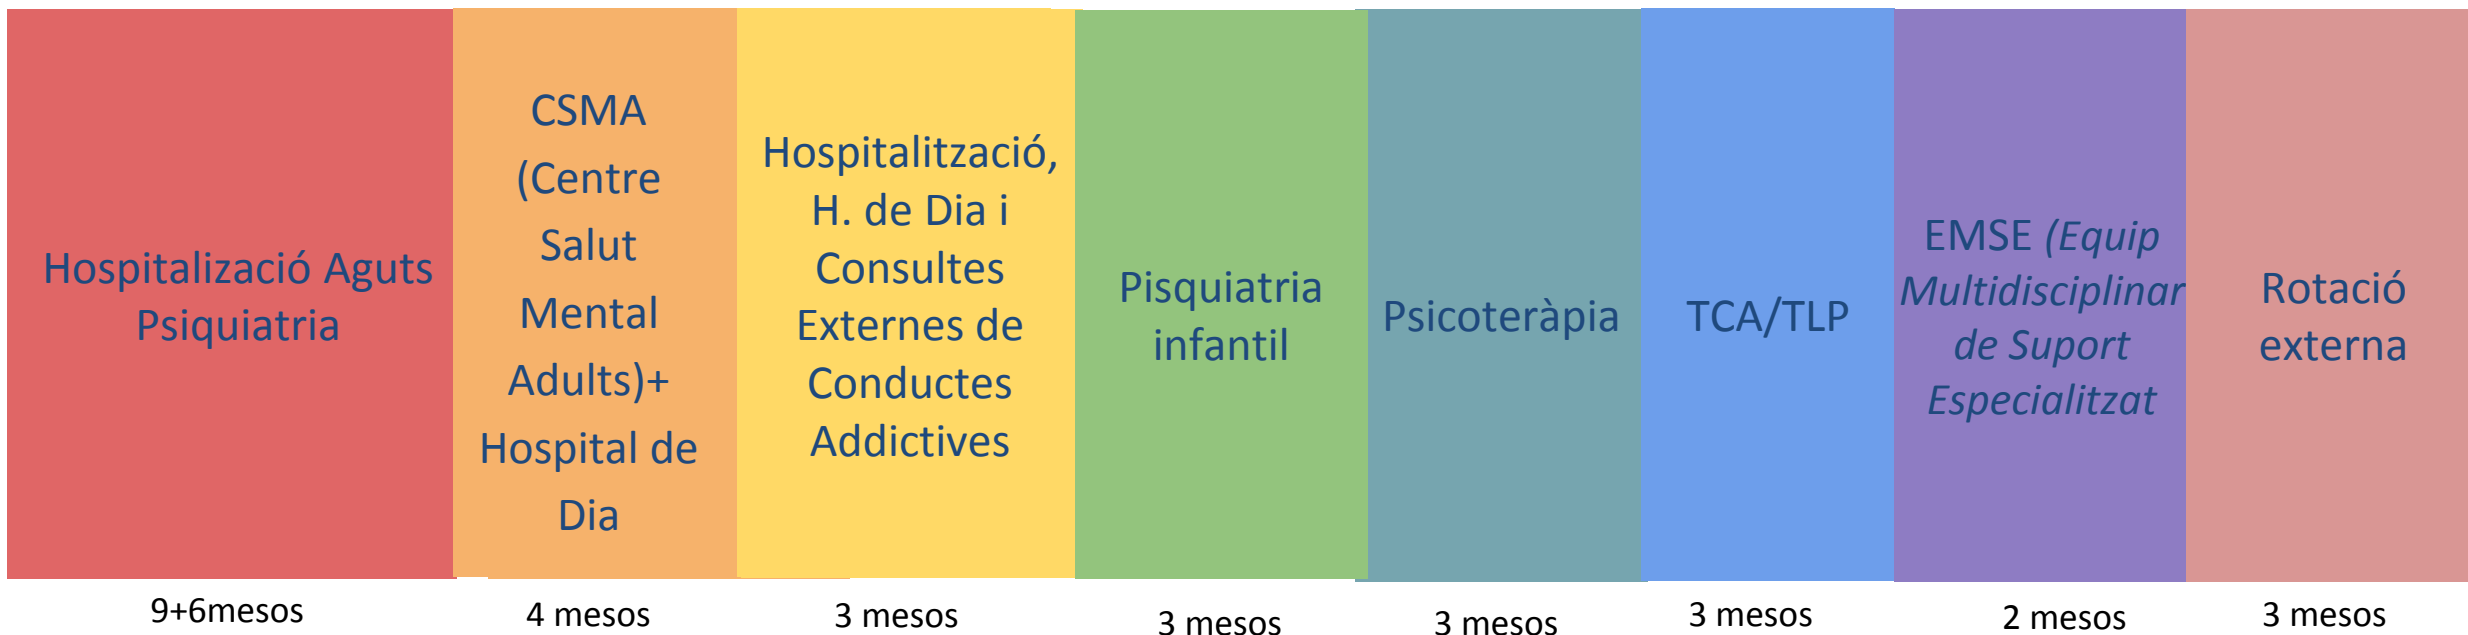 Hospitalizació Aguts
Psiquiatria
CSMA
(Centre
Salut
Mental
Adults)+
Hospital de
Dia
Hospitalització,
H. de Dia i
Consultes
Externes de
Conductes
Addictives
Pisquiatria
infantil
Psicoteràpia
TCA/TLP
EMSE (Equip
Multidisciplinar
de Suport
Especialitzat
Rotació
externa
9+6mesos
4 mesos
3 mesos
3 mesos
3 mesos
3 mesos
2 mesos
3 mesos